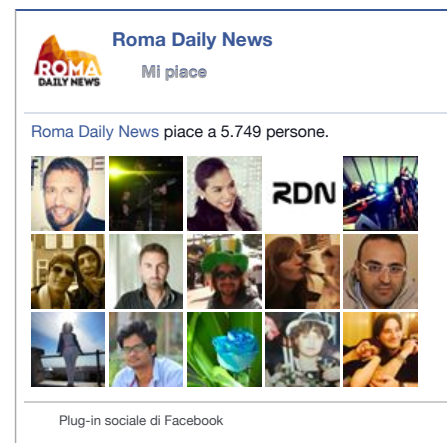 Roma Daily News
ROMA
DAILY NEWS
Mi piace
Roma Daily News piace a 5.749 persone.
RDN
Plug-in sociale di Facebook